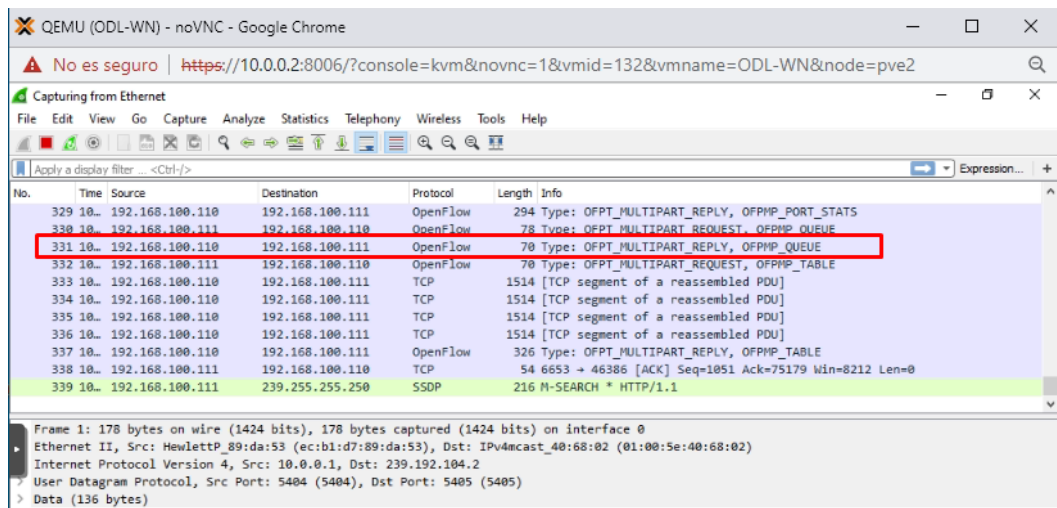 QEMU (ODL-WN) - noVNC - Google Chrome
No es seguro | https://10.0.0.2:8006/?console=kvm&novnc=1&vmid=132&vmname=ODL-WN&node=pve2
Capturing from Ethernet
File Edit View Go Capture Analyze Statistics Telephony Wireless Tools Help
Apply a display filter ... <Ctrl-/> Expression... +
No. Time Source Destination Protocol Length Info
329 10… 192.168.100.110 192.168.100.111 OpenFlow 294 Type: OFPT_MULTIPART_REPLY, OFPMP_PORT_STATS
330 10… 192.168.100.111 192.168.100.110 OpenFlow 78 Type: OFPT_MULTIPART_REQUEST, OFPMP_QUEUE
331 10… 192.168.100.110 192.168.100.111 OpenFlow 70 Type: OFPT_MULTIPART_REPLY, OFPMP_QUEUE
332 10… 192.168.100.111 192.168.100.110 OpenFlow 70 Type: OFPT_MULTIPART_REQUEST, OFPMP_TABLE
333 10… 192.168.100.110 192.168.100.111 TCP 1514 [TCP segment of a reassembled PDU]
334 10… 192.168.100.110 192.168.100.111 TCP 1514 [TCP segment of a reassembled PDU]
335 10… 192.168.100.110 192.168.100.111 TCP 1514 [TCP segment of a reassembled PDU]
336 10… 192.168.100.110 192.168.100.111 TCP 1514 [TCP segment of a reassembled PDU]
337 10… 192.168.100.110 192.168.100.111 OpenFlow 326 Type: OFPT_MULTIPART_REPLY, OFPMP_TABLE
338 10… 192.168.100.111 192.168.100.110 TCP 54 6653 → 46386 [ACK] Seq=1051 Ack=75179 Win=8212 Len=0
339 10… 192.168.100.111 239.255.255.250 SSDP 216 M-SEARCH * HTTP/1.1
Frame 1: 178 bytes on wire (1424 bits), 178 bytes captured (1424 bits) on interface 0
Ethernet II, Src: HewlettP_89:da:53 (ec:b1:d7:89:da:53), Dst: IPv4mcast_40:68:02 (01:00:5e:40:68:02)
Internet Protocol Version 4, Src: 10.0.0.1, Dst: 239.192.104.2
User Datagram Protocol, Src Port: 5404 (5404), Dst Port: 5405 (5405)
Data (136 bytes)